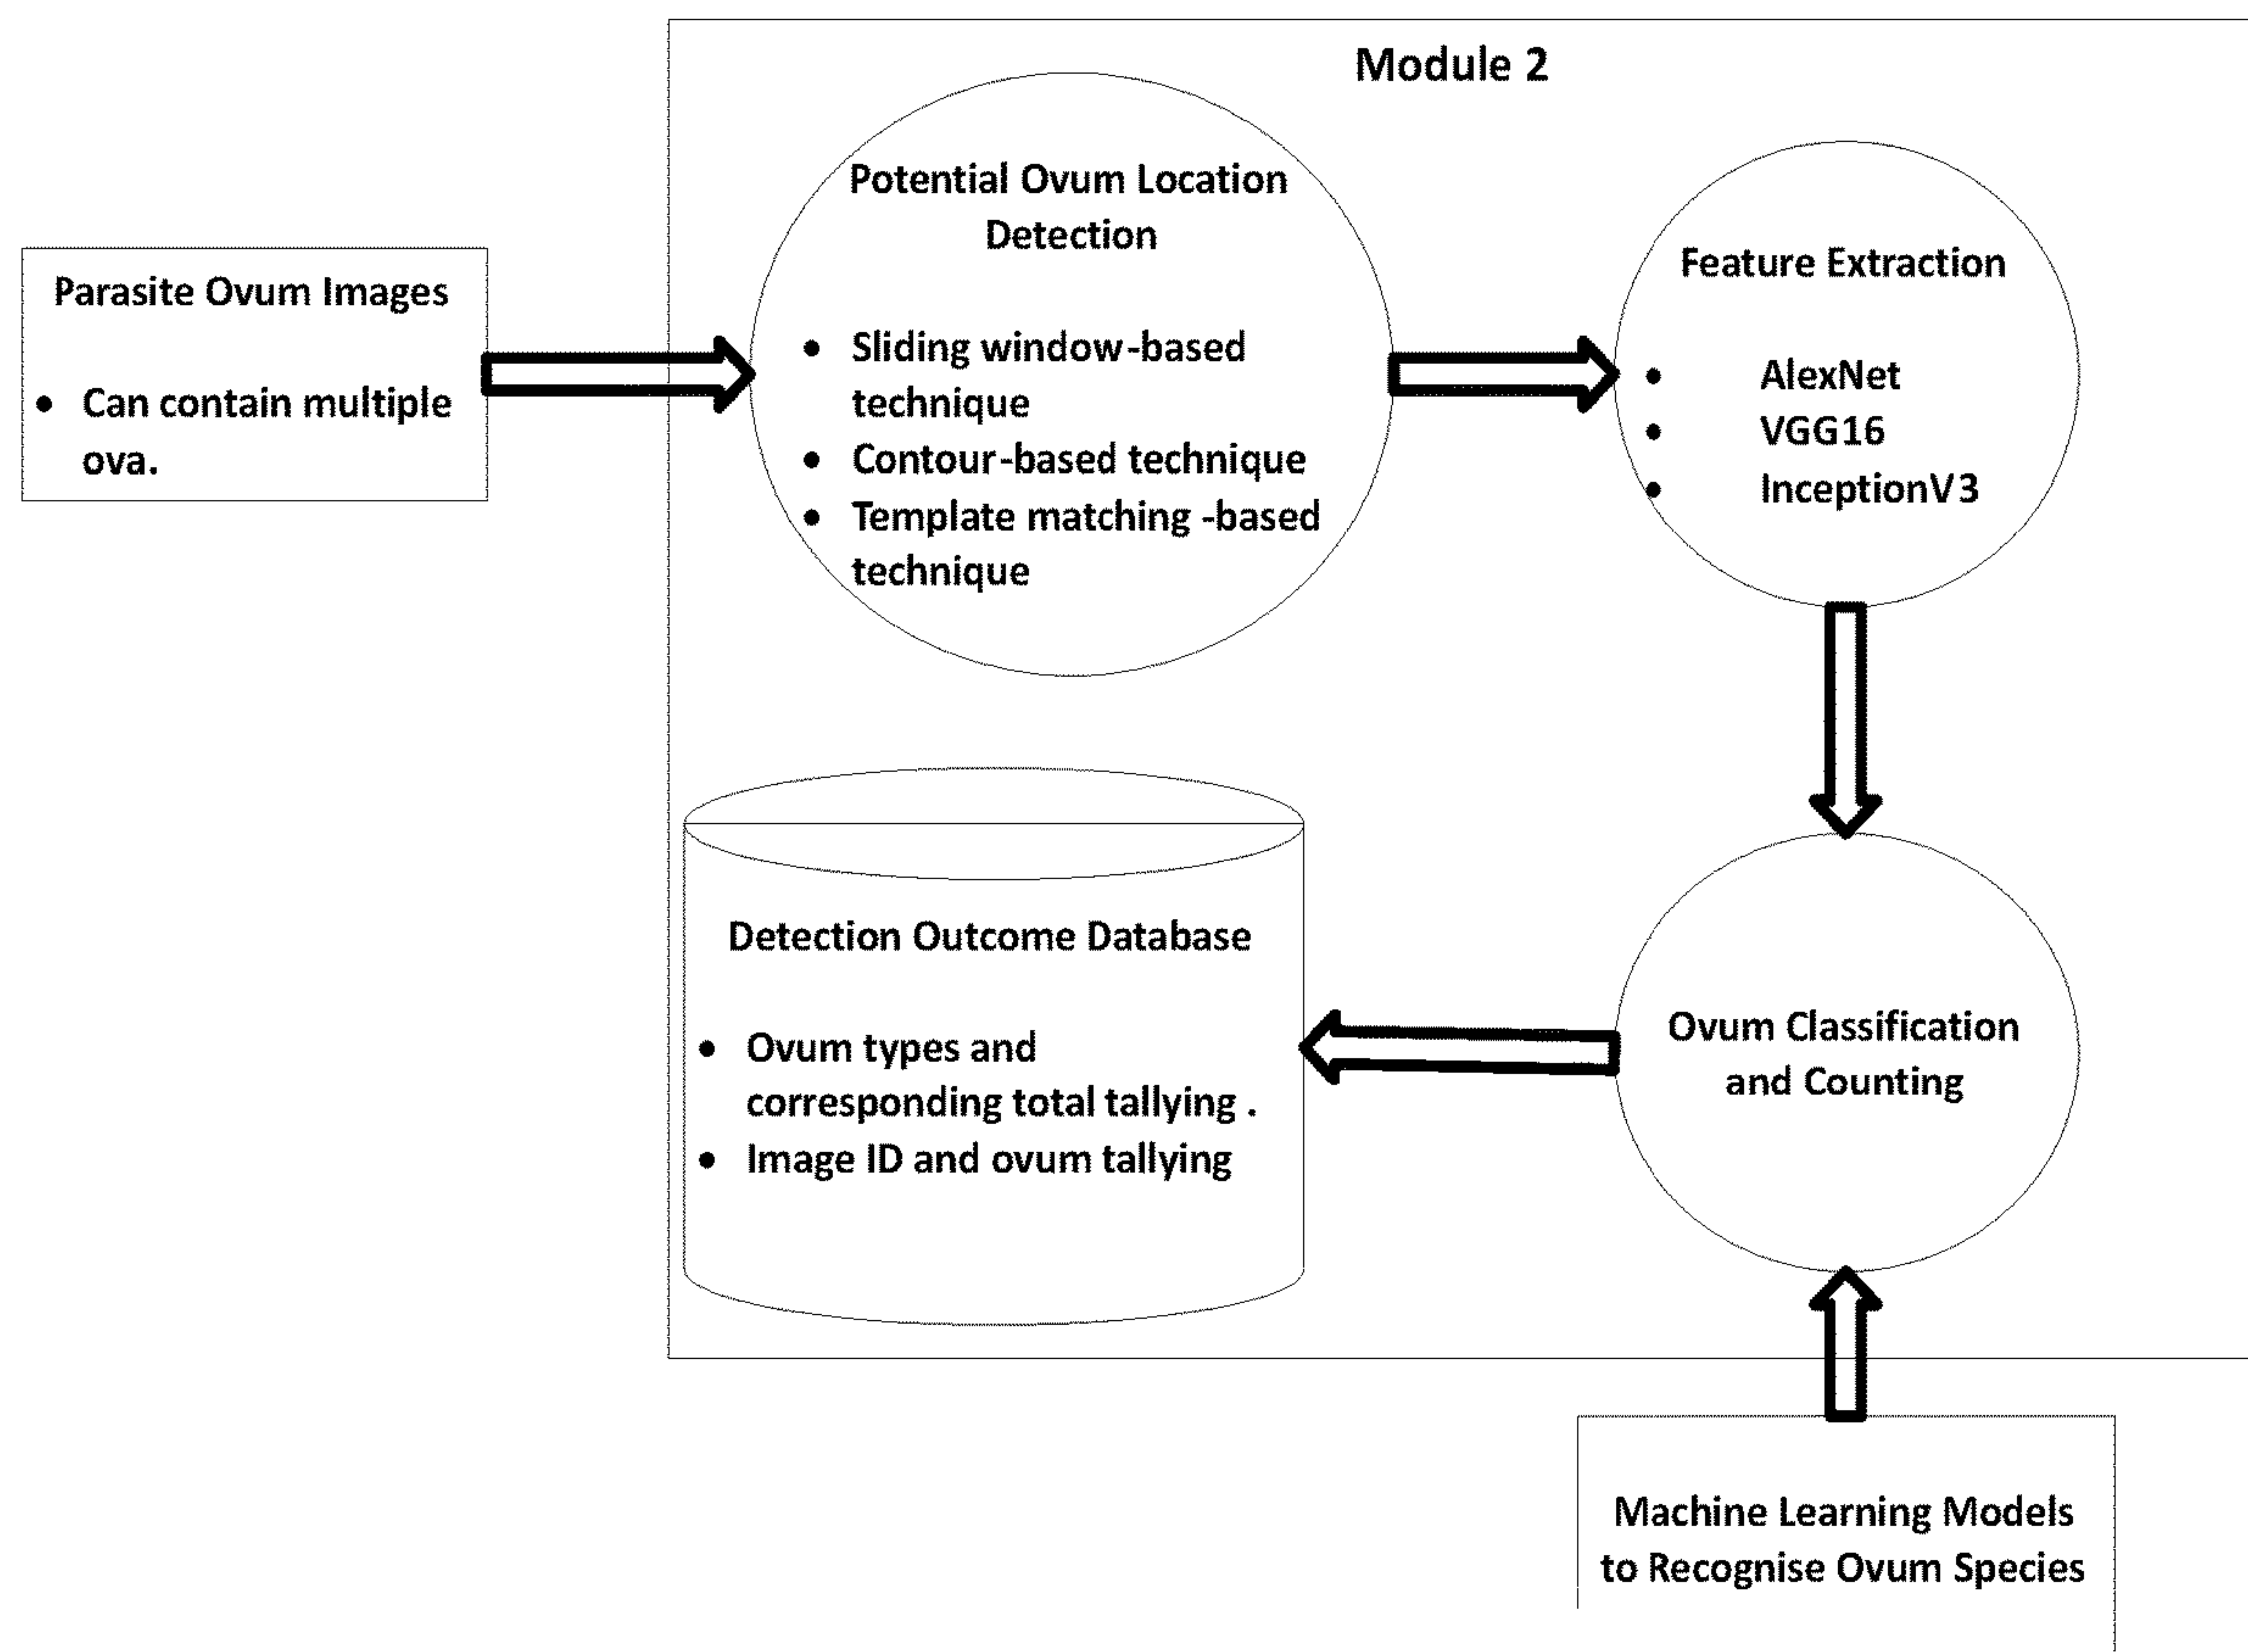 Module 2
Parasite Ovum Images
• Can contain multiple
ova.
Potential Ovum Location
Detection
• Sliding window-based
technique
• Contour-based technique
• Template matching -based
technique
Feature Extraction
• AlexNet
• VGG16
• InceptionV3
Ovum Classification
and Counting
Detection Outcome Database
• Ovum types and
corresponding total tallying .
• Image ID and ovum tallying
Machine Learning Models
to Recognise Ovum Species